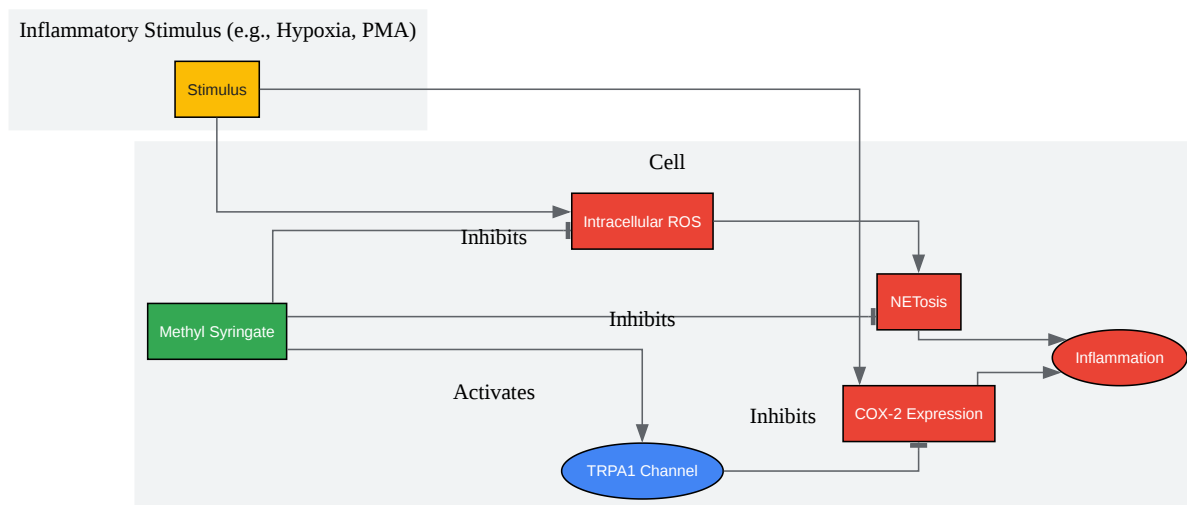 Inflammatory Stimulus (e.g., Hypoxia, PMA)
Stimulus
Cell
Intracellular ROS
Inhibits
NETosis
Methyl Syringate
Inhibits
Inflammation
Activates
Inhibits
COX-2 Expression
TRPA1 Channel